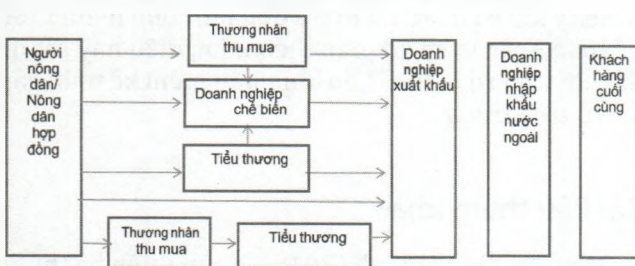 Người
nông
dân/
Nông
dân
hợp
đồng
Thương nhân
thu mua
Doanh nghiệp
chế biến
Tiểu thương
Thương nhân
thu mua
Tiểu thương
Doanh
nghiệp
xuất khẩu
Doanh
nghiệp
nhập
khẩu
nước
ngoài
Khách
hàng
cuối
cùng